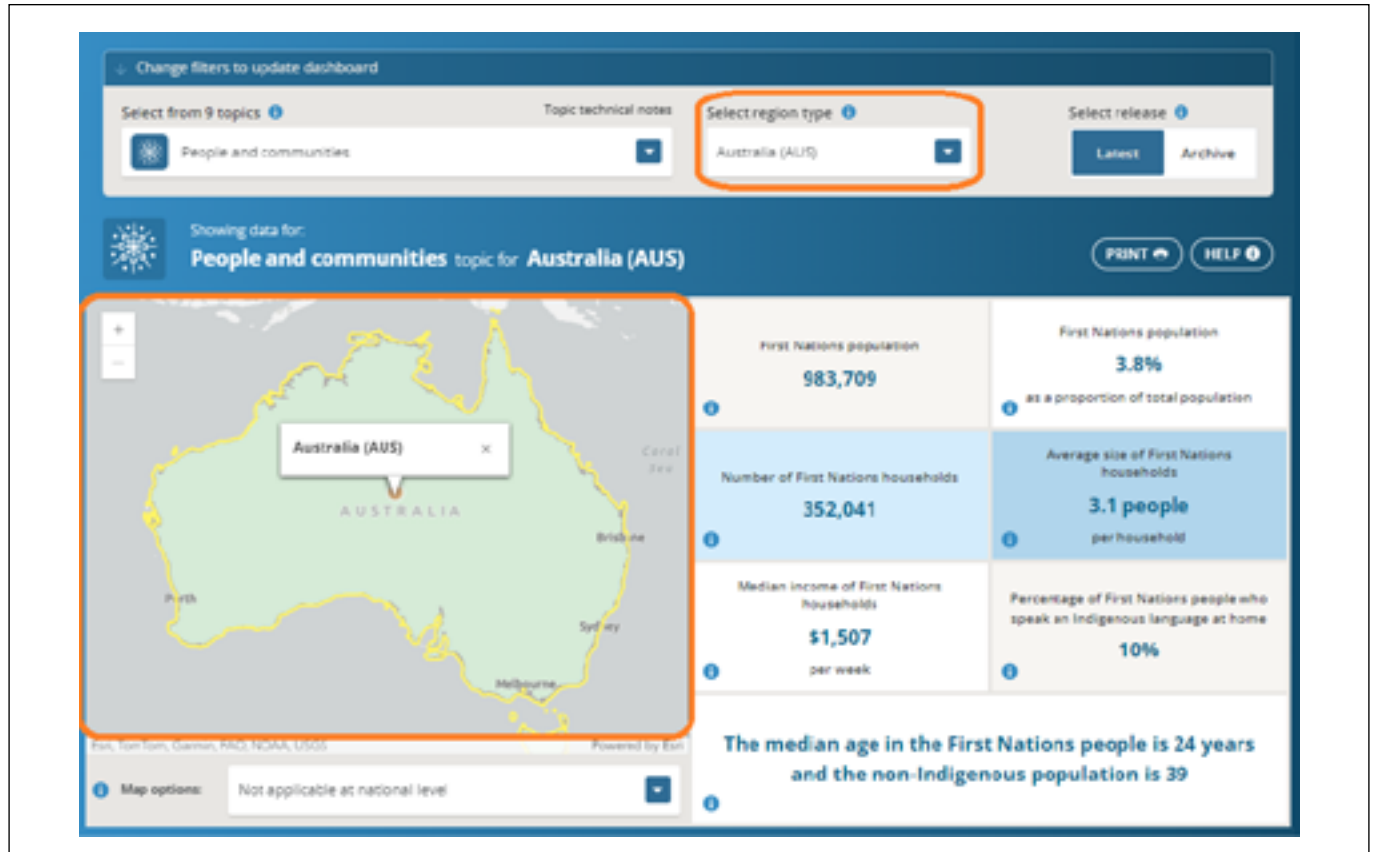 ↓ Change filters to update dashboard
Select from 9 topics
Topic technical notes
People and communities
Select region type
Australia (AUS)
Select release
Latest
Archive
Showing data for:
People and communities topic for Australia (AUS)
PRINT
HELP
+
−
Australia (AUS) ×
AUSTRALIA
Coral
Sea
Brisbane
Perth
Sydney
Melbourne
Esri, TomTom, Garmin, FAO, NOAA, USGS
Powered by Esri
Map options:
Not applicable at national level
First Nations population
983,709
First Nations population
3.8%
as a proportion of total population
Number of First Nations households
352,041
Average size of First Nations
households
3.1 people
per household
Median income of First Nations
households
$1,507
per week
Percentage of First Nations people who
speak an Indigenous language at home
10%
The median age in the First Nations people is 24 years
and the non-Indigenous population is 39